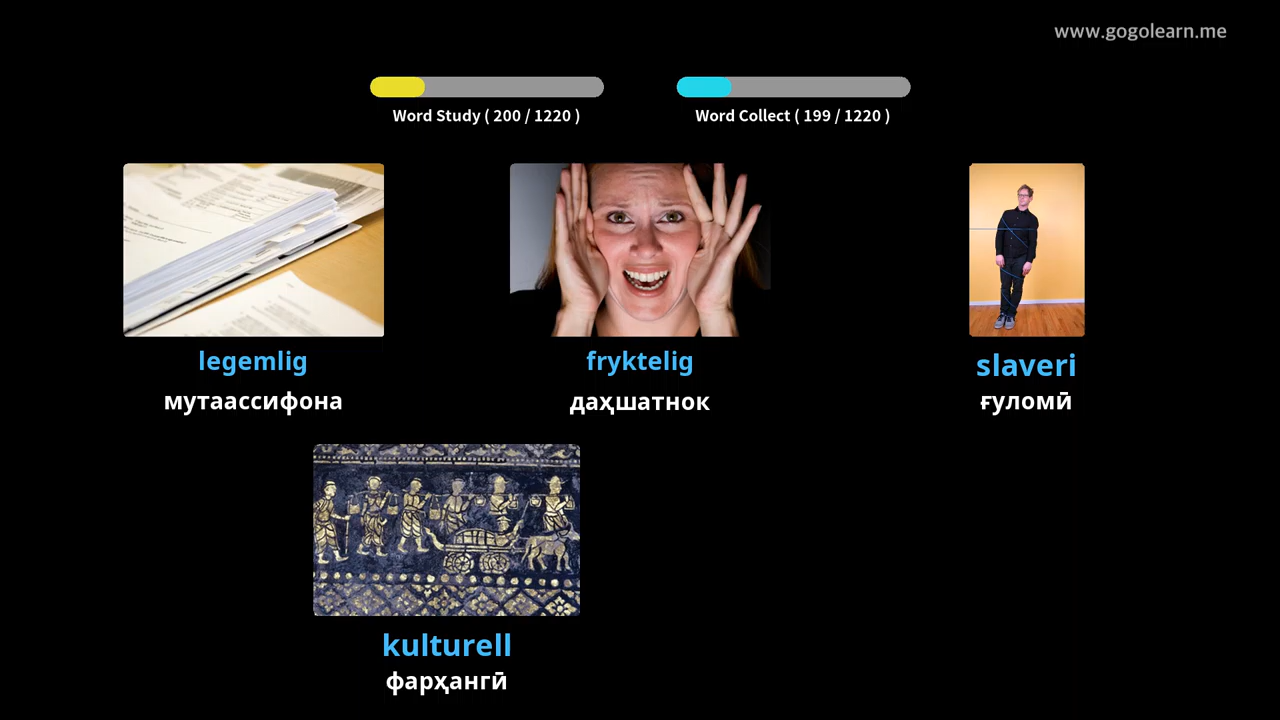 www.gogolearn.me
Word Study ( 200 / 1220 )
Word Collect ( 199 / 1220 )
legemlig
fryktelig
slaveri
мутаассифона
даҳшатнок
ғуломӣ
kulturell
фарҳангӣ